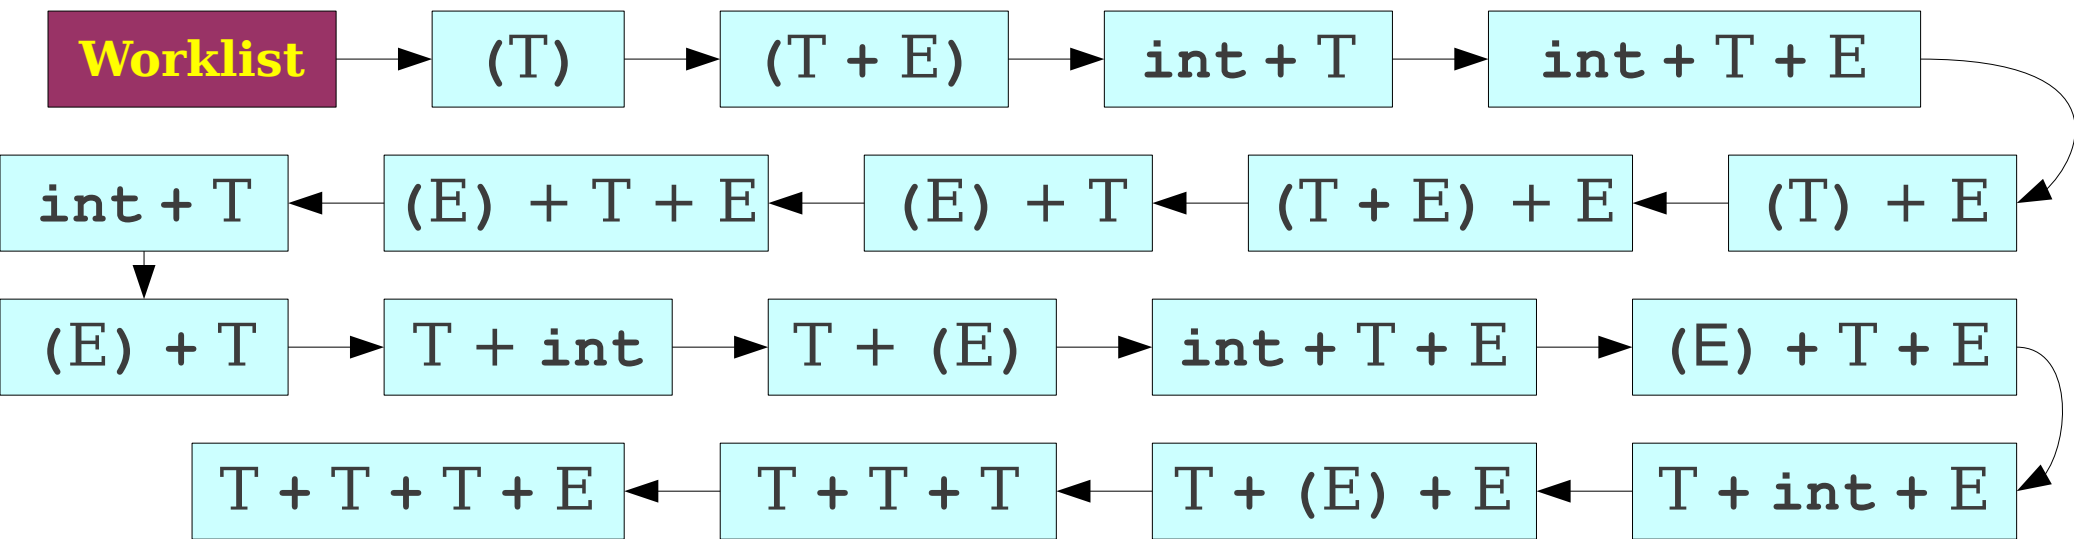 Worklist (T) (T + E) int + T int + T + E
int + T (E) + T + E (E) + T (T + E) + E (T) + E
(E) + T T + int T + (E) int + T + E (E) + T + E
T + T + T + E T + T + T T + (E) + E T + int + E